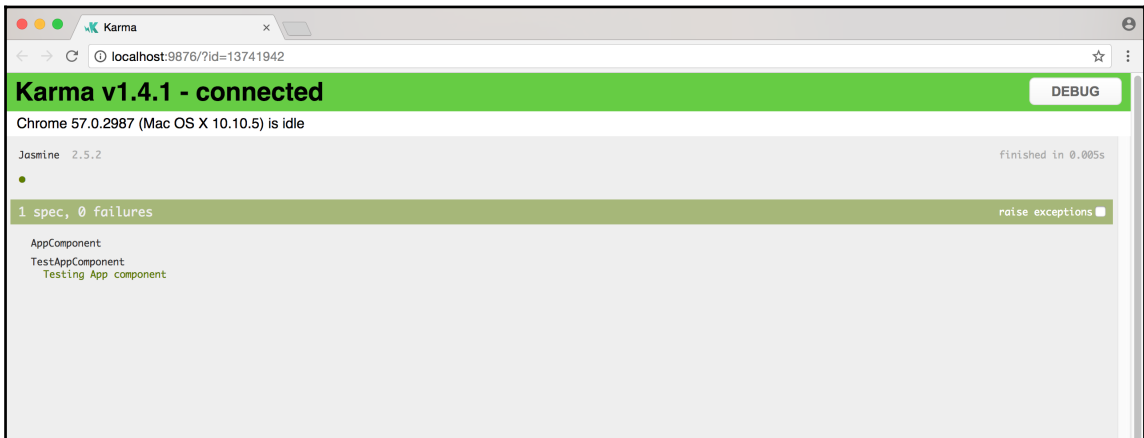 Karma
localhost:9876/?id=13741942
Karma v1.4.1 - connected
DEBUG
Chrome 57.0.2987 (Mac OS X 10.10.5) is idle
Jasmine 2.5.2
finished in 0.005s
1 spec, 0 failures
raise exceptions
AppComponent
TestAppComponent
Testing App component